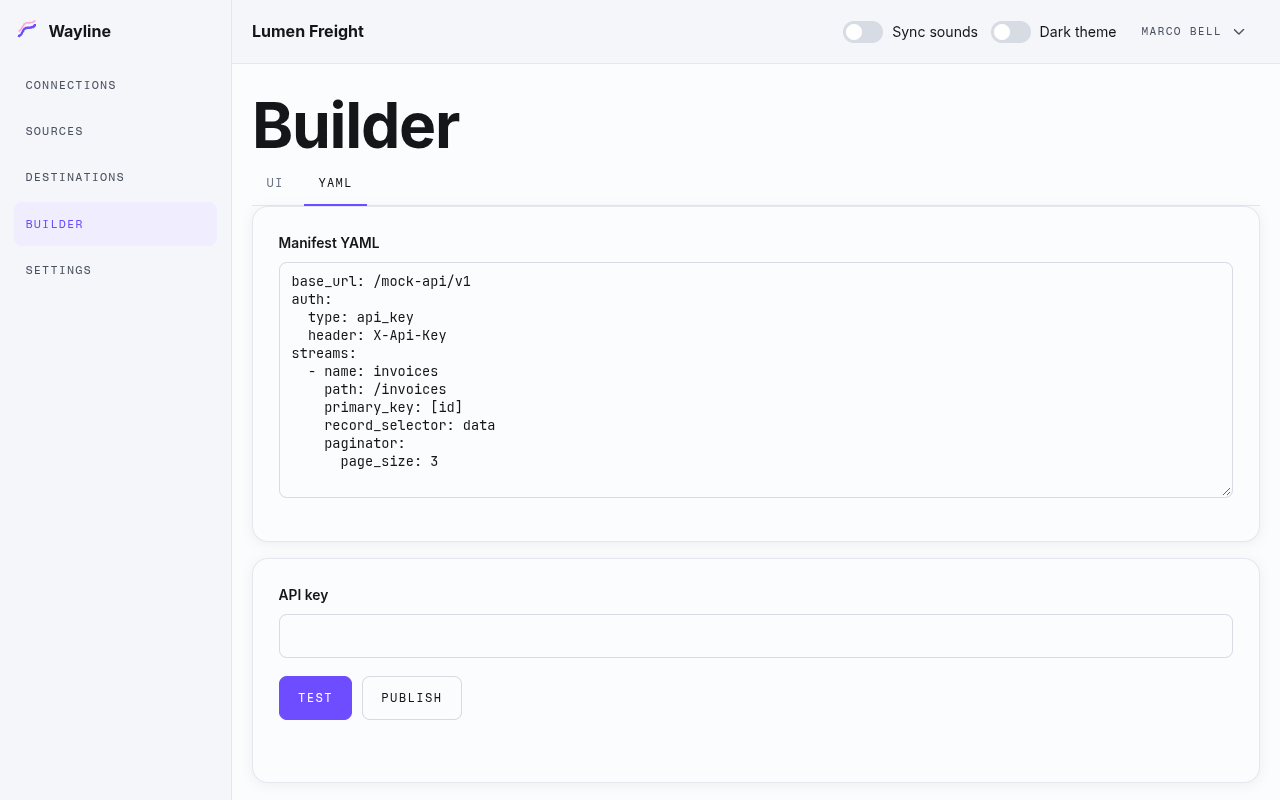 Wayline
Lumen Freight
Sync sounds
Dark theme
MARCO BELL
CONNECTIONS
SOURCES
DESTINATIONS
BUILDER
SETTINGS
Builder
UI
YAML
Manifest YAML
base_url: /mock-api/v1
auth:
  type: api_key
  header: X-Api-Key
streams:
  - name: invoices
    path: /invoices
    primary_key: [id]
    record_selector: data
    paginator:
      page_size: 3
API key
TEST
PUBLISH